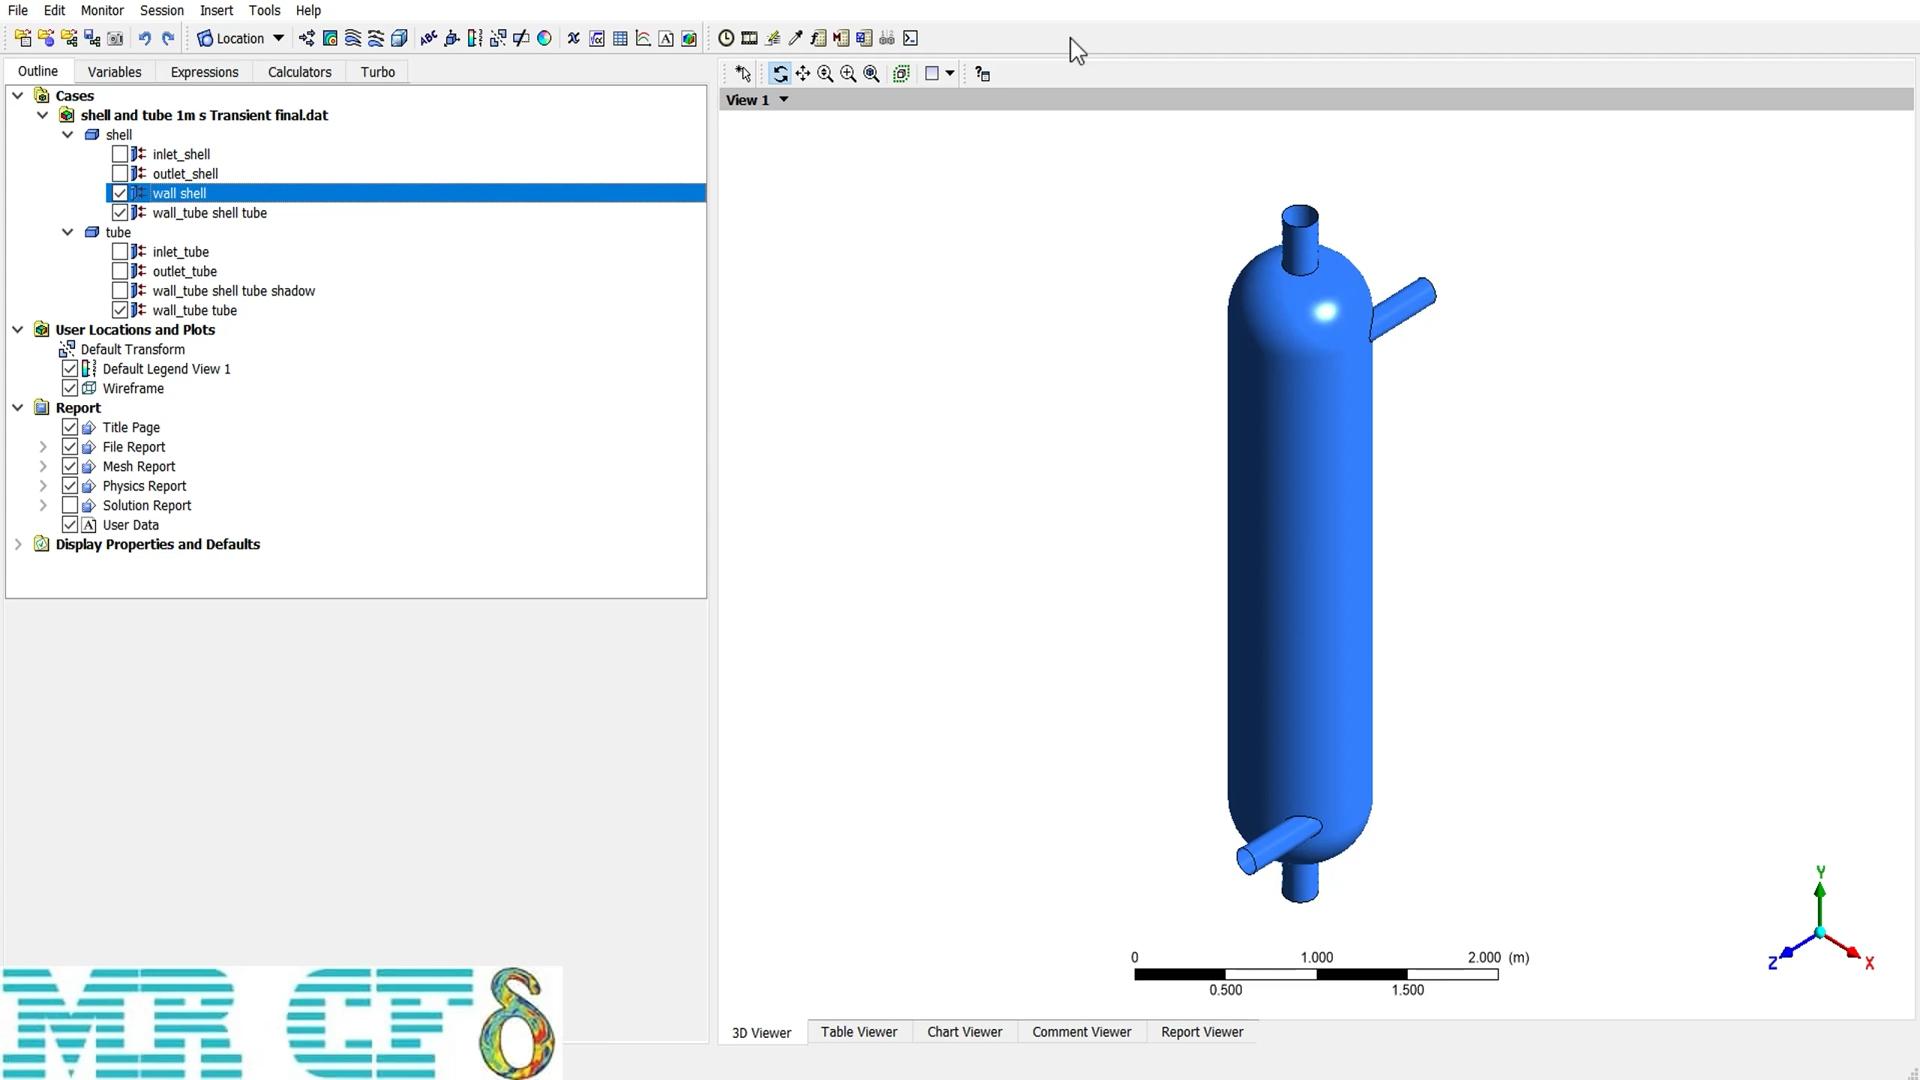 File Edit Monitor Session Insert Tools Help
Location
Outline Variables Expressions Calculators Turbo
Cases
shell and tube 1m s Transient final.dat
shell
inlet_shell
outlet_shell
wall shell
wall_tube shell tube
tube
inlet_tube
outlet_tube
wall_tube shell tube shadow
wall_tube tube
User Locations and Plots
Default Transform
Default Legend View 1
Wireframe
Report
Title Page
File Report
Mesh Report
Physics Report
Solution Report
User Data
Display Properties and Defaults
View 1
Y
Z
X
0 1.000 2.000 (m)
0.500 1.500
3D Viewer Table Viewer Chart Viewer Comment Viewer Report Viewer
MR CFδ